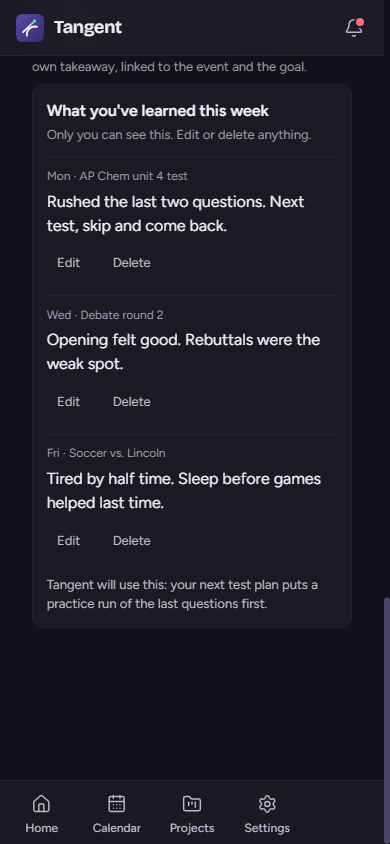 Tangent
own takeaway, linked to the event and the goal.
What you've learned this week
Only you can see this. Edit or delete anything.
Mon · AP Chem unit 4 test
Rushed the last two questions. Next
test, skip and come back.
Edit Delete
Wed · Debate round 2
Opening felt good. Rebuttals were the
weak spot.
Edit Delete
Fri · Soccer vs. Lincoln
Tired by half time. Sleep before games
helped last time.
Edit Delete
Tangent will use this: your next test plan puts a
practice run of the last questions first.
Home Calendar Projects Settings